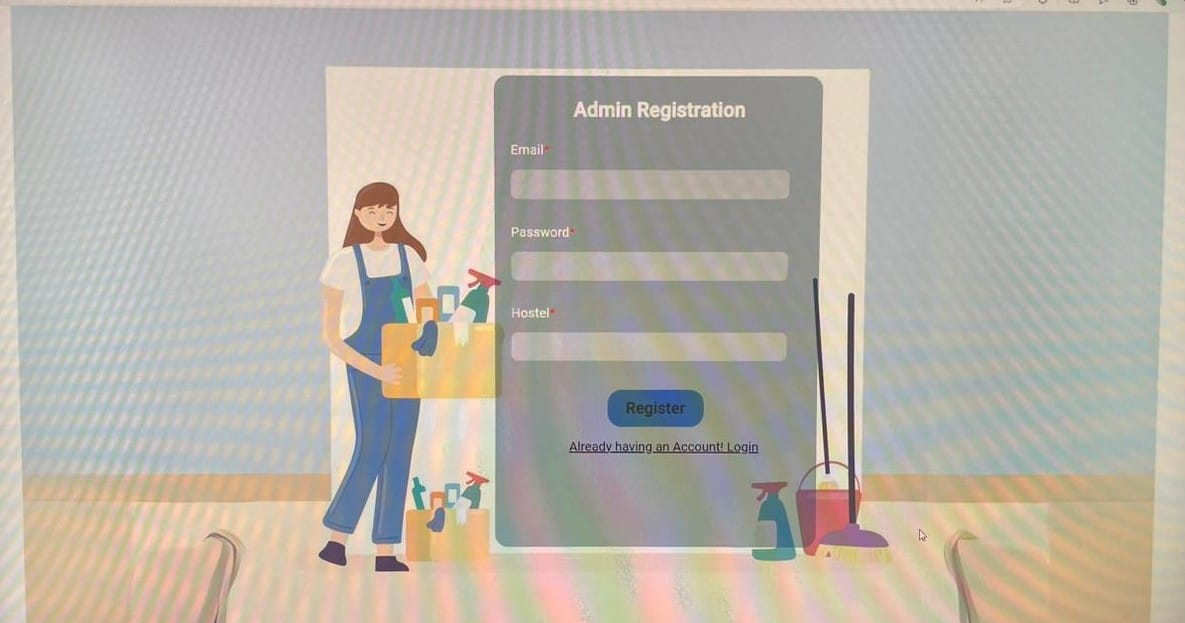 Admin Registration
Email*
Password*
Hostel*
Register
Already having an Account! Login